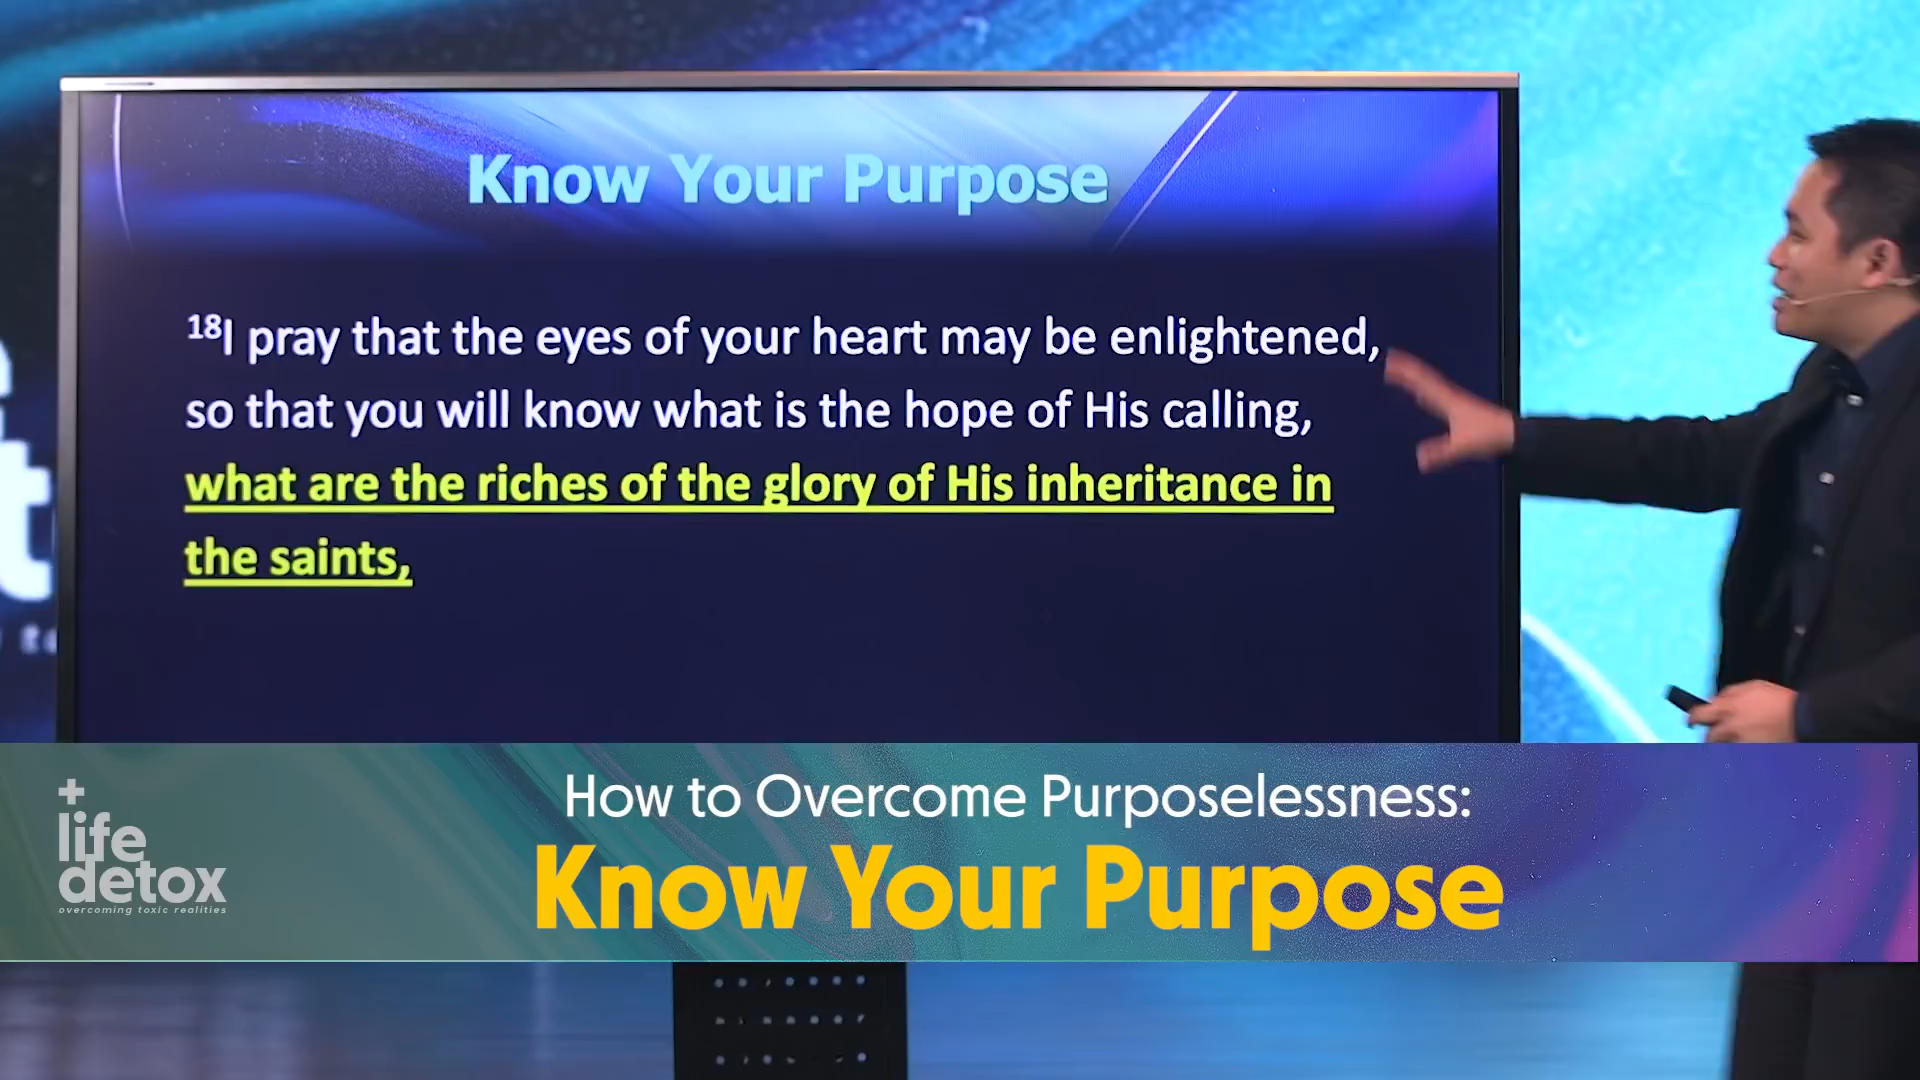 Know Your Purpose
18I pray that the eyes of your heart may be enlightened,
so that you will know what is the hope of His calling,
what are the riches of the glory of His inheritance in
the saints,
How to Overcome Purposelessness:
Know Your Purpose
+
life
detox
overcoming toxic realities